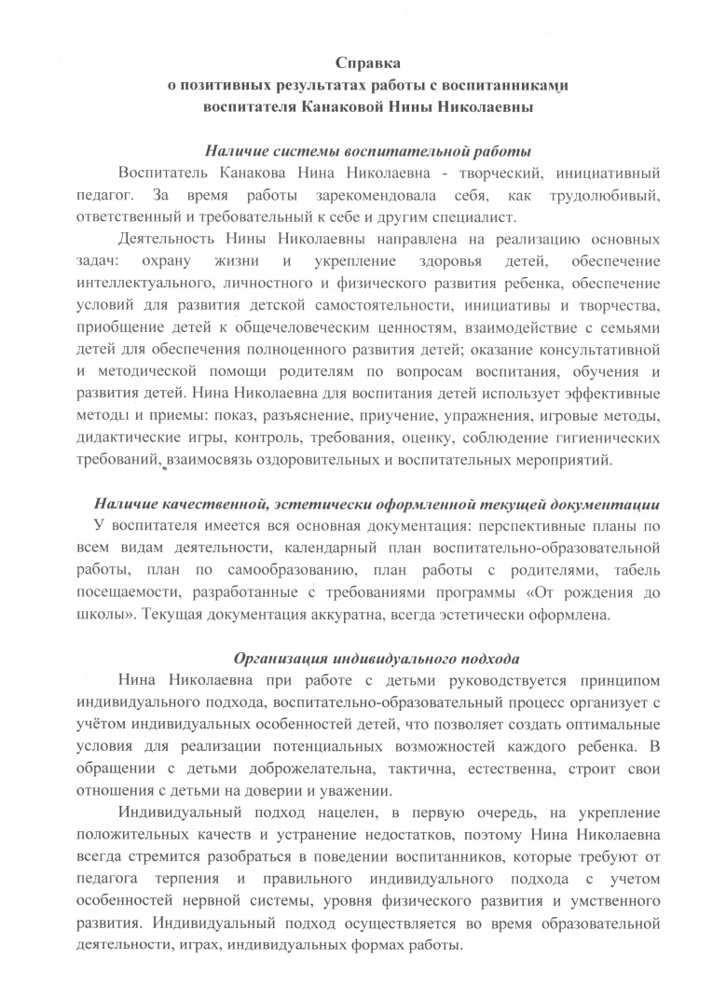 Справка
о позитивных результатах работы с воспитанниками
воспитателя Канаковой Нины Николаевны
Наличие системы воспитательной работы
Воспитатель Канакова Нина Николаевна - творческий, инициативный
педагог. За время работы зарекомендовала себя, как трудолюбивый,
ответственный и требовательный к себе и другим специалист.
Деятельность Нины Николаевны направлена на реализацию основных
задач: охрану жизни и укрепление здоровья детей, обеспечение
интеллектуального, личностного и физического развития ребенка, обеспечение
условий для развития детской самостоятельности, инициативы и творчества,
приобщение детей к общечеловеческим ценностям, взаимодействие с семьями
детей для обеспечения полноценного развития детей; оказание консультативной
и методической помощи родителям по вопросам воспитания, обучения и
развития детей. Нина Николаевна для воспитания детей использует эффективные
методы и приемы: показ, разъяснение, приучение, упражнения, игровые методы,
дидактические игры, контроль, требования, оценку, соблюдение гигиенических
требований, взаимосвязь оздоровительных и воспитательных мероприятий.
Наличие качественной, эстетически оформленной текущей документации
У воспитателя имеется вся основная документация: перспективные планы по
всем видам деятельности, календарный план воспитательно-образовательной
работы, план по самообразованию, план работы с родителями, табель
посещаемости, разработанные с требованиями программы «От рождения до
школы». Текущая документация аккуратна, всегда эстетически оформлена.
Организация индивидуального подхода
Нина Николаевна при работе с детьми руководствуется принципом
индивидуального подхода, воспитательно-образовательный процесс организует с
учётом индивидуальных особенностей детей, что позволяет создать оптимальные
условия для реализации потенциальных возможностей каждого ребенка. В
обращении с детьми доброжелательна, тактична, естественна, строит свои
отношения с детьми на доверии и уважении.
Индивидуальный подход нацелен, в первую очередь, на укрепление
положительных качеств и устранение недостатков, поэтому Нина Николаевна
всегда стремится разобраться в поведении воспитанников, которые требуют от
педагога терпения и правильного индивидуального подхода с учетом
особенностей нервной системы, уровня физического развития и умственного
развития. Индивидуальный подход осуществляется во время образовательной
деятельности, играх, индивидуальных формах работы.